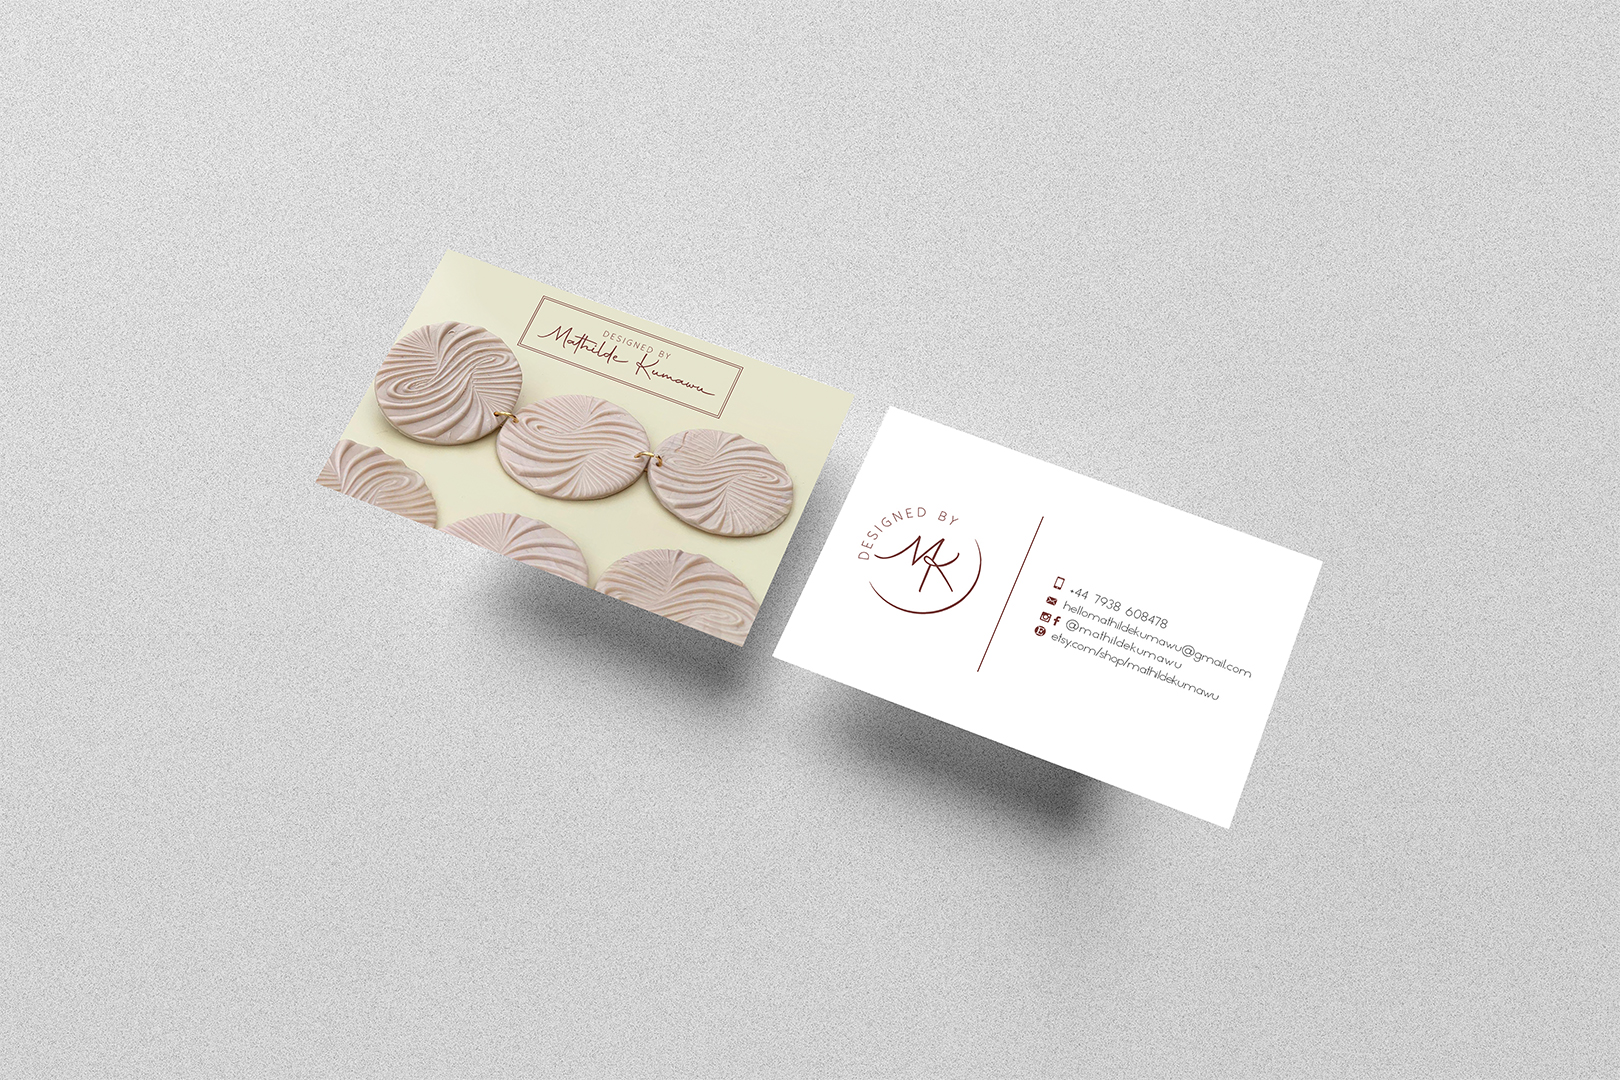 DESIGNED BY
Mathilde Kumawu
DESIGNED BY
MK
+44 7938 608478
hellomathildekumawu@gmail.com
@mathildekumawu
etsy.com/shop/mathildekumawu